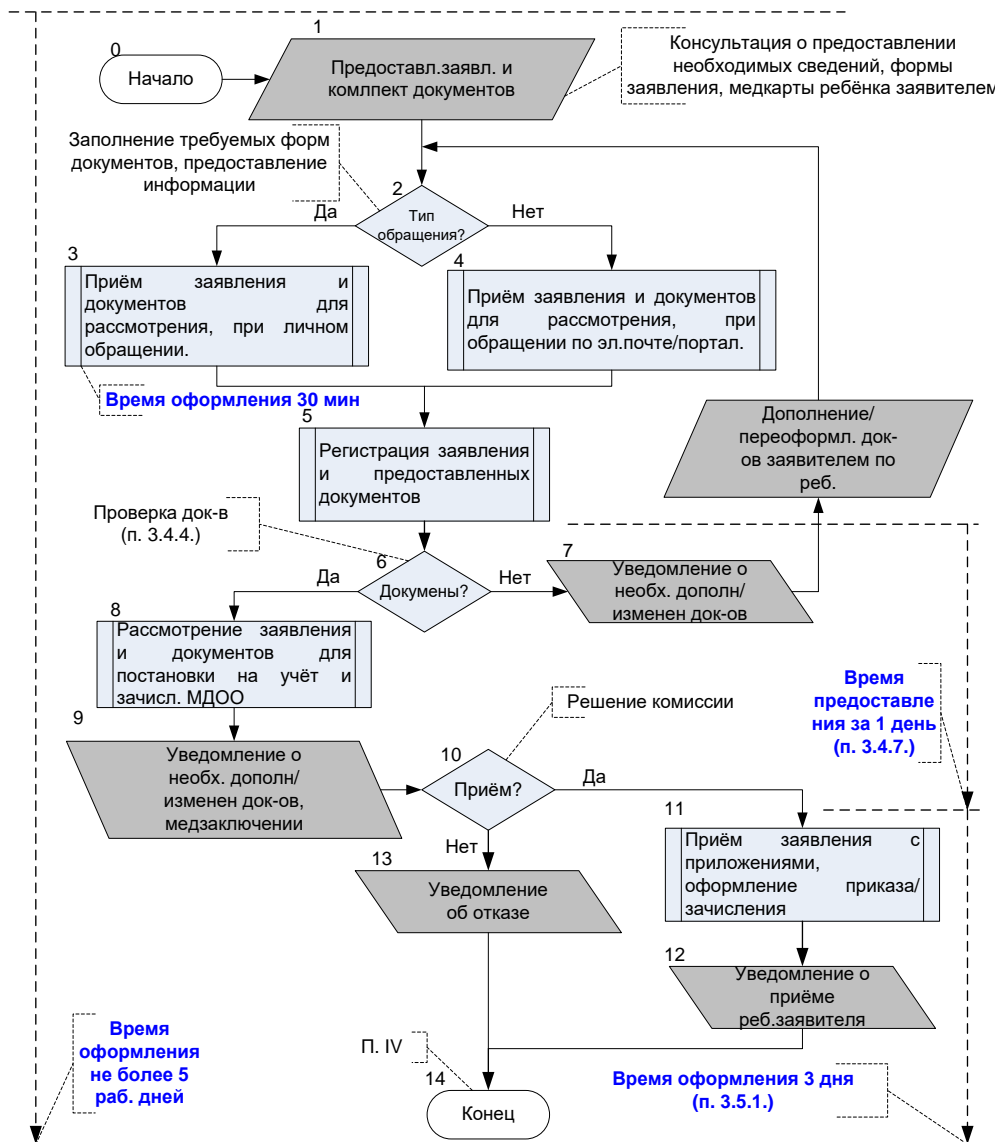 0
Начало
1
Предоставл.заявл. и
комлпект документов
Консультация о предоставлении
необходимых сведений, формы
заявления, медкарты ребёнка заявителем
Заполнение требуемых форм
документов, предоставление
информации
2
Тип
обращения?
Да
Нет
3
Приём заявления и
документов для
рассмотрения, при личном
обращении.
4
Приём заявления и документов
для рассмотрения, при
обращении по эл.почте/портал.
Время оформления 30 мин
5
Регистрация заявления
и предоставленных
документов
Дополнение/
переоформл. док-
ов заявителем по
реб.
Проверка док-в
(п. 3.4.4.)
6
Докумены?
Да
Нет
7
Уведомление о
необх. дополн/
изменен док-ов
8
Рассмотрение заявления
и документов для
постановки на учёт и
зачисл. МДОО
Время
предоставле
ния за 1 день
(п. 3.4.7.)
9
Уведомление о
необх. дополн/
изменен док-ов,
медзаключении
Решение комиссии
10
Приём?
Да
Нет
11
Приём заявления с
приложениями,
оформление приказа/
зачисления
13
Уведомление
об отказе
12
Уведомление о
приёме
реб.заявителя
Время
оформления
не более 5
раб. дней
П. IV
14
Конец
Время оформления 3 дня
(п. 3.5.1.)